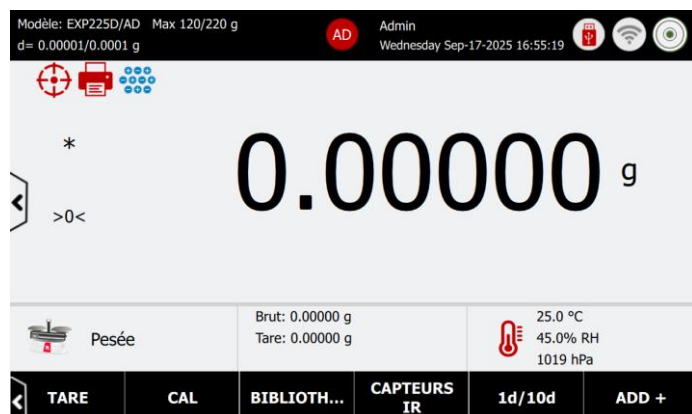 Modèle: EXP225D/AD Max 120/220 g
d= 0.00001/0.0001 g
AD
Admin
Wednesday Sep-17-2025 16:55:19
*
0.00000 g
>0<
Pesée
Brut: 0.00000 g
Tare: 0.00000 g
25.0 °C
45.0% RH
1019 hPa
TARE
CAL
BIBLIOTH...
CAPTEURS
IR
1d/10d
ADD +